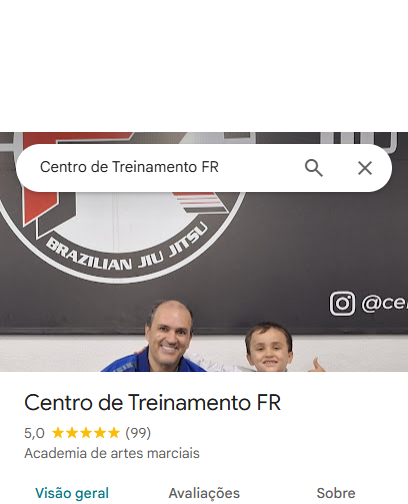 Centro de Treinamento FR
BRAZILIAN JIU JITSU
Centro de Treinamento FR
5,0 (99)
Academia de artes marciais
Visão geral Avaliações Sobre